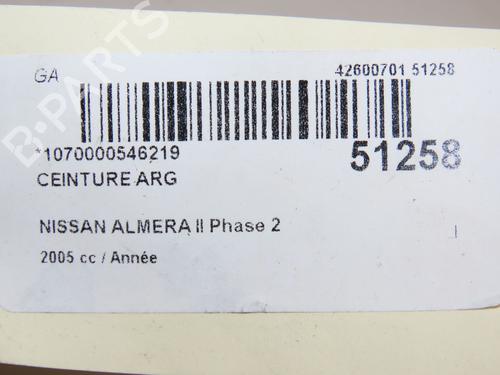 GA 42600701 51258
*1070000546219 51258
CEINTURE ARG
NISSAN ALMERA II Phase 2
2005 cc / Année
B-PARTS